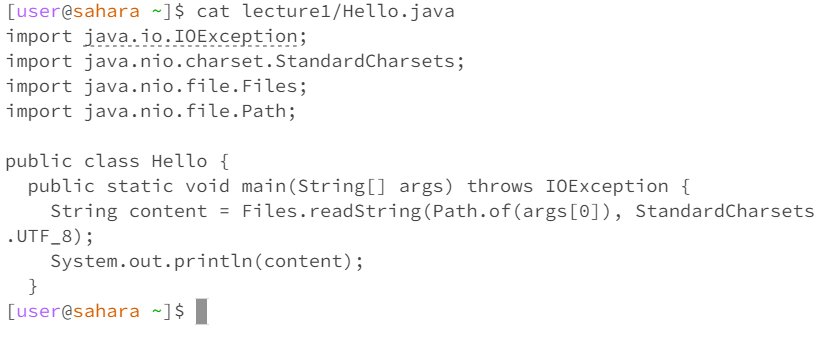 [user@sahara ~]$ cat lecture1/Hello.java
import java.io.IOException;
import java.nio.charset.StandardCharsets;
import java.nio.file.Files;
import java.nio.file.Path;

public class Hello {
  public static void main(String[] args) throws IOException {
    String content = Files.readString(Path.of(args[0]), StandardCharsets
.UTF_8);
    System.out.println(content);
  }
[user@sahara ~]$